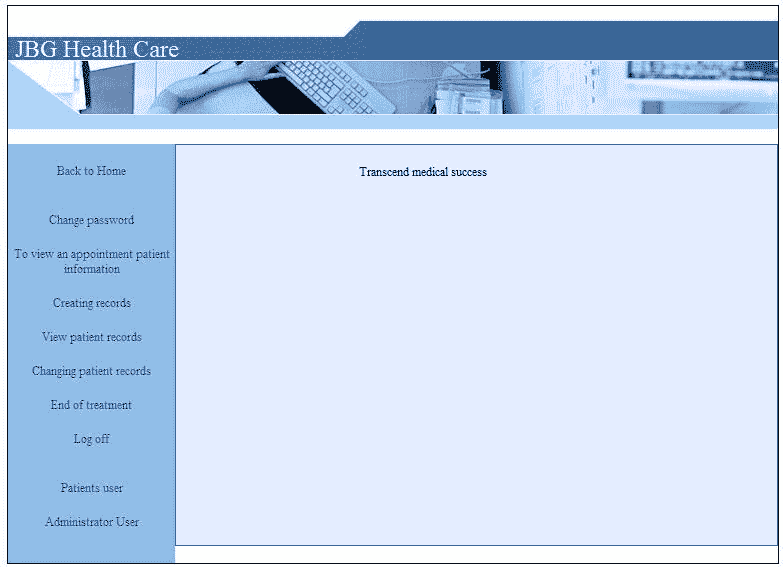 JBG Health Care
Back to Home
Transcend medical success
Change password
To view an appointment patient
information
Creating records
View patient records
Changing patient records
End of treatment
Log off
Patients user
Administrator User